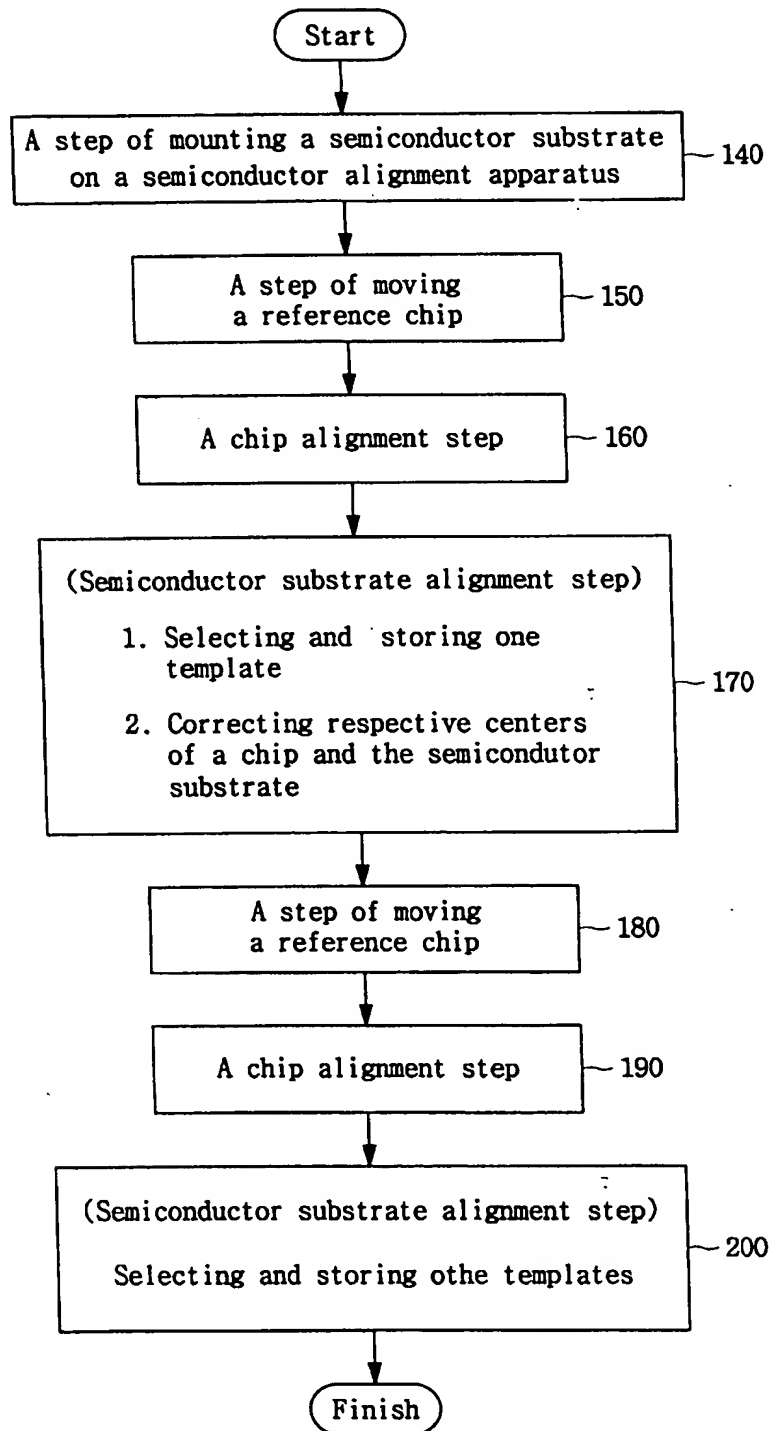 Start
A step of mounting a semiconductor substrate
on a semiconductor alignment apparatus
140
A step of moving
a reference chip
150
A chip alignment step
160
(Semiconductor substrate alignment step)
1. Selecting and storing one
template
2. Correcting respective centers
of a chip and the semicondutor
substrate
170
A step of moving
a reference chip
180
A chip alignment step
190
(Semiconductor substrate alignment step)
Selecting and storing othe templates
200
Finish